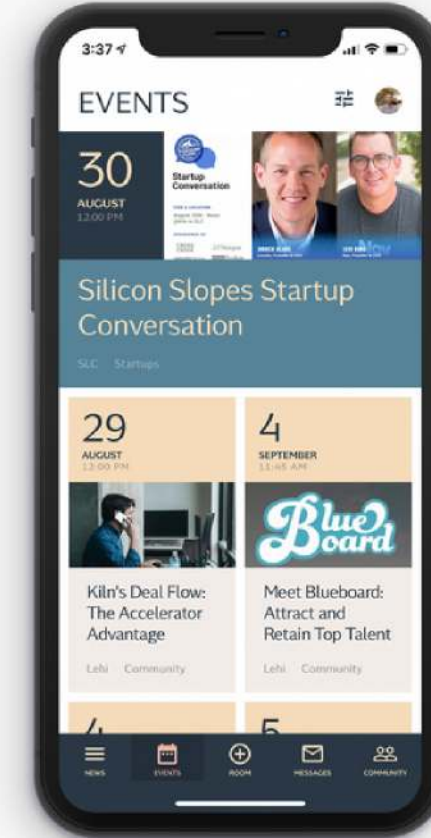 3:37
EVENTS
30
AUGUST
12:00 PM
Startup
Conversation
Silicon Slopes Startup
Conversation
SLC Startups
29
AUGUST
12:00 PM
Kiln's Deal Flow:
The Accelerator
Advantage
Lehi Community
4
SEPTEMBER
11:45 AM
Blue
Board
Meet Blueboard:
Attract and
Retain Top Talent
Lehi Community
4
5
NEWS
EVENTS
ROOM
MESSAGES
COMMUNITY